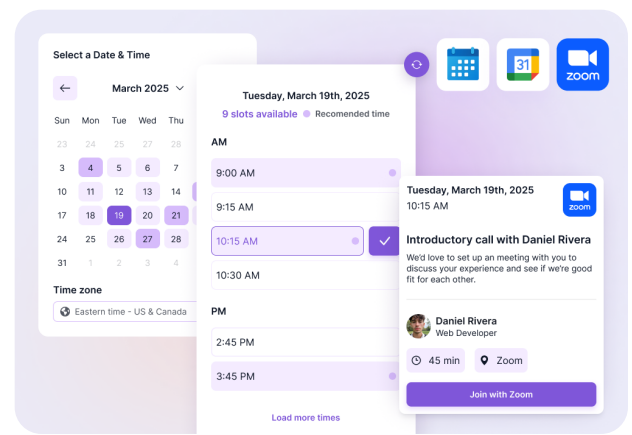 Select a Date & Time
March 2025
Sun Mon Tue Wed Thu
23 24 25 27 28
3 4 5 6 7
10 11 12 13 14
17 18 19 20 21
24 25 26 27 28
31 1 2 3 4
Time zone
Eastern time - US & Canada
Tuesday, March 19th, 2025
9 slots available Recomended time
AM
9:00 AM
9:15 AM
10:15 AM
10:30 AM
PM
2:45 PM
3:45 PM
Load more times
31
zoom
Tuesday, March 19th, 2025
10:15 AM
zoom
Introductory call with Daniel Rivera
We'd love to set up an meeting with you to
discuss your experience and see if we're good
fit for each other.
Daniel Rivera
Web Developer
45 min
Zoom
Join with Zoom